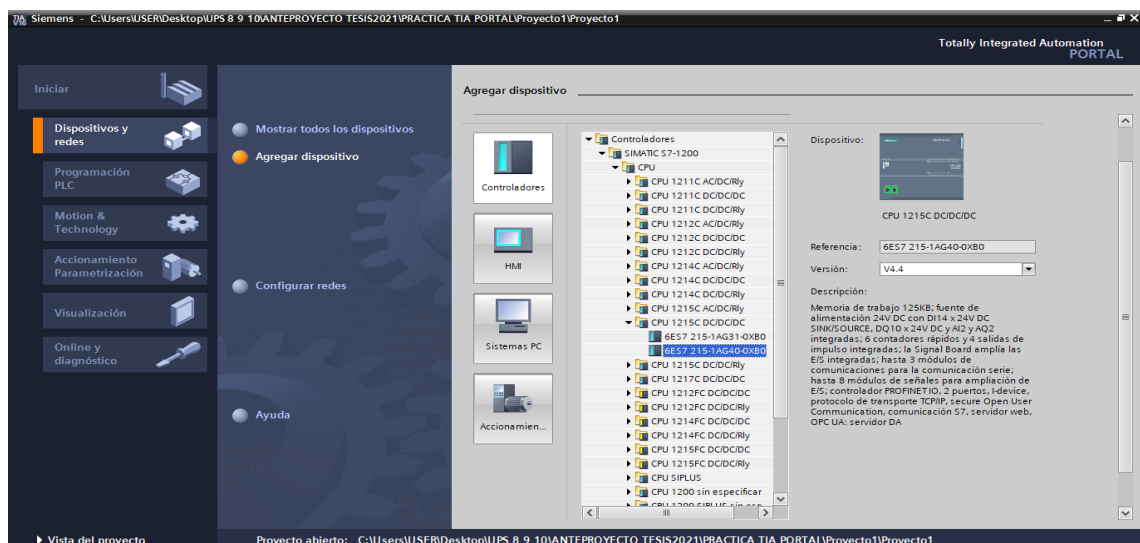 Siemens - C:\Users\USER\Desktop\UPS 8 9 10\ANTEPROYECTO TESIS2021\PRACTICA TIA PORTAL\Proyecto1\Proyecto1
Totally Integrated Automation
PORTAL
Iniciar
Dispositivos y
redes
Programación
PLC
Motion &
Technology
Accionamiento
Parametrización
Visualización
Online y
diagnóstico
Mostrar todos los dispositivos
Agregar dispositivo
Configurar redes
Ayuda
Agregar dispositivo
Controladores
HMI
Sistemas PC
Accionamien...
Controladores
SIMATIC S7-1200
CPU
CPU 1211C AC/DC/Rly
CPU 1211C DC/DC/DC
CPU 1211C DC/DC/Rly
CPU 1212C AC/DC/Rly
CPU 1212C DC/DC/DC
CPU 1212C DC/DC/Rly
CPU 1214C AC/DC/Rly
CPU 1214C DC/DC/DC
CPU 1214C DC/DC/Rly
CPU 1215C AC/DC/Rly
CPU 1215C DC/DC/DC
6ES7 215-1AG31-0XB0
6ES7 215-1AG40-0XB0
CPU 1215C DC/DC/Rly
CPU 1217C DC/DC/DC
CPU 1212FC DC/DC/DC
CPU 1212FC DC/DC/Rly
CPU 1214FC DC/DC/DC
CPU 1214FC DC/DC/Rly
CPU 1215FC DC/DC/DC
CPU 1215FC DC/DC/Rly
CPU SIPLUS
CPU 1200 sin especificar
CPU 1200 SIPLUS sin esp
Dispositivo:
CPU 1215C DC/DC/DC
Referencia: 6ES7 215-1AG40-0XB0
Versión: V4.4
Descripción:
Memoria de trabajo 125KB; fuente de
alimentación 24V DC con DI14 x 24V DC
SINK/SOURCE, DQ10 x 24V DC y AI2 y AQ2
integradas; 6 contadores rápidos y 4 salidas de
impulso integradas; la Signal Board amplía las
E/S integradas; hasta 3 módulos de
comunicaciones para la comunicación serie;
hasta 8 módulos de señales para ampliación de
E/S; controlador PROFINET IO, 2 puertos, I-device,
protocolo de transporte TCP/IP, secure Open User
Communication, comunicación S7, servidor web,
OPC UA: servidor DA
Vista del proyecto
Proyecto abierto: C:\Users\USER\Desktop\UPS 8 9 10\ANTEPROYECTO TESIS2021\PRACTICA TIA PORTAL\Proyecto1\Proyecto1